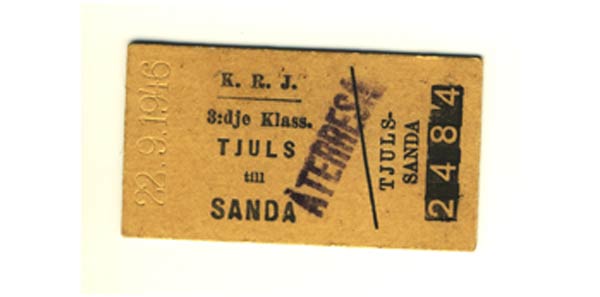 22.9.1946
K. R. J.
3:dje Klass.
TJULS
till
SANDA
ÅTERRESA
TJULS-
SANDA
2484